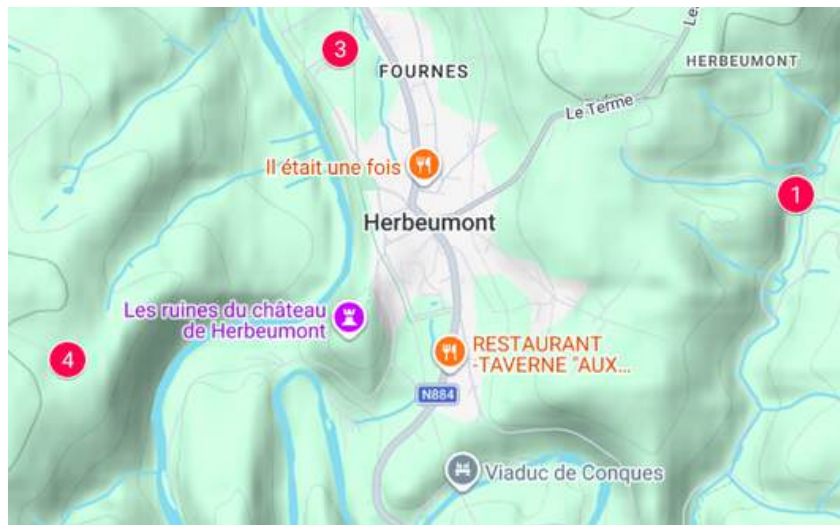 3
FOURNES
HERBEUMONT
Le Terme
Il était une fois
1
Herbeumont
Les ruines du château
de Herbeumont
RESTAURANT
-TAVERNE "AUX...
4
N884
Viaduc de Conques